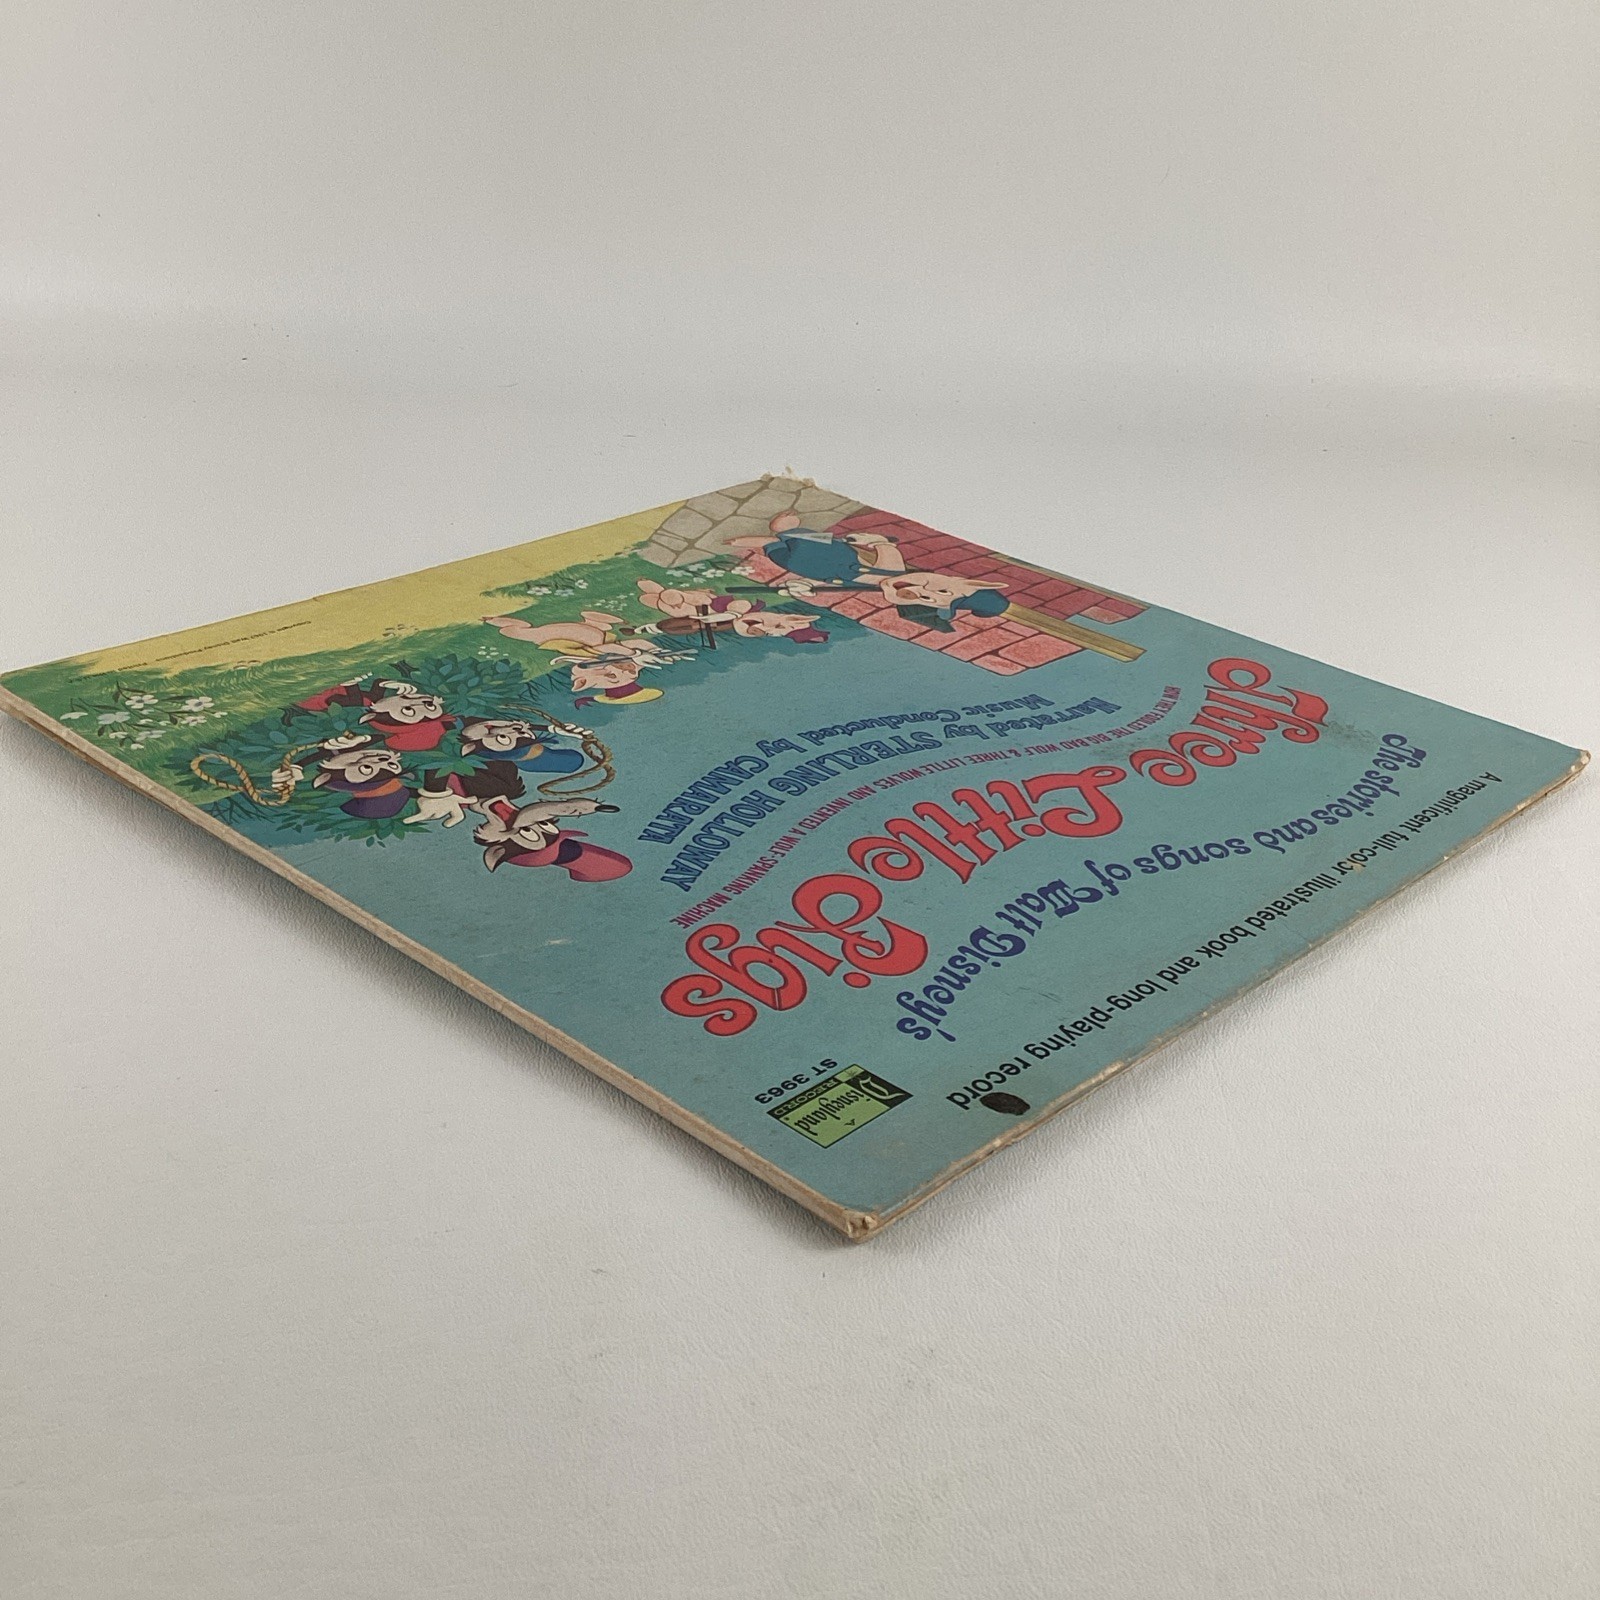 A magnificent full-color illustrated book and long-playing record
Disneyland
RECORD
ST 3963
The stories and songs of Walt Disney's
Three Little Pigs
HOW THEY FOILED THE BIG BAD WOLF & THREE LITTLE WOLVES AND INVENTED A WOLF-SPANKING MACHINE
Narrated by STERLING HOLLOWAY
Music Conducted by CAMARATA